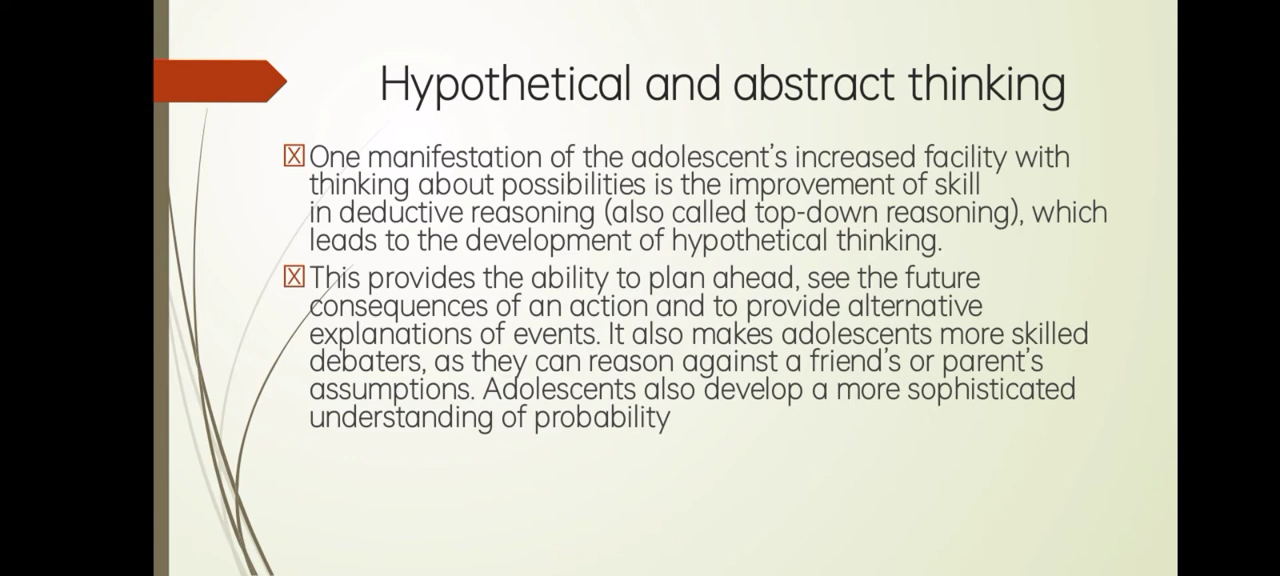 Hypothetical and abstract thinking
One manifestation of the adolescent's increased facility with
thinking about possibilities is the improvement of skill
in deductive reasoning (also called top-down reasoning), which
leads to the development of hypothetical thinking.
This provides the ability to plan ahead, see the future
consequences of an action and to provide alternative
explanations of events. It also makes adolescents more skilled
debaters, as they can reason against a friend's or parent's
assumptions. Adolescents also develop a more sophisticated
understanding of probability